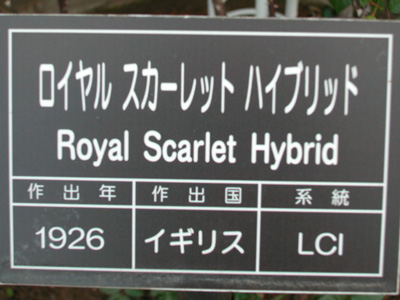 ロイヤル スカーレット ハイブリッド
Royal Scarlet Hybrid
作出年 作出国 系統
1926 イギリス LCl